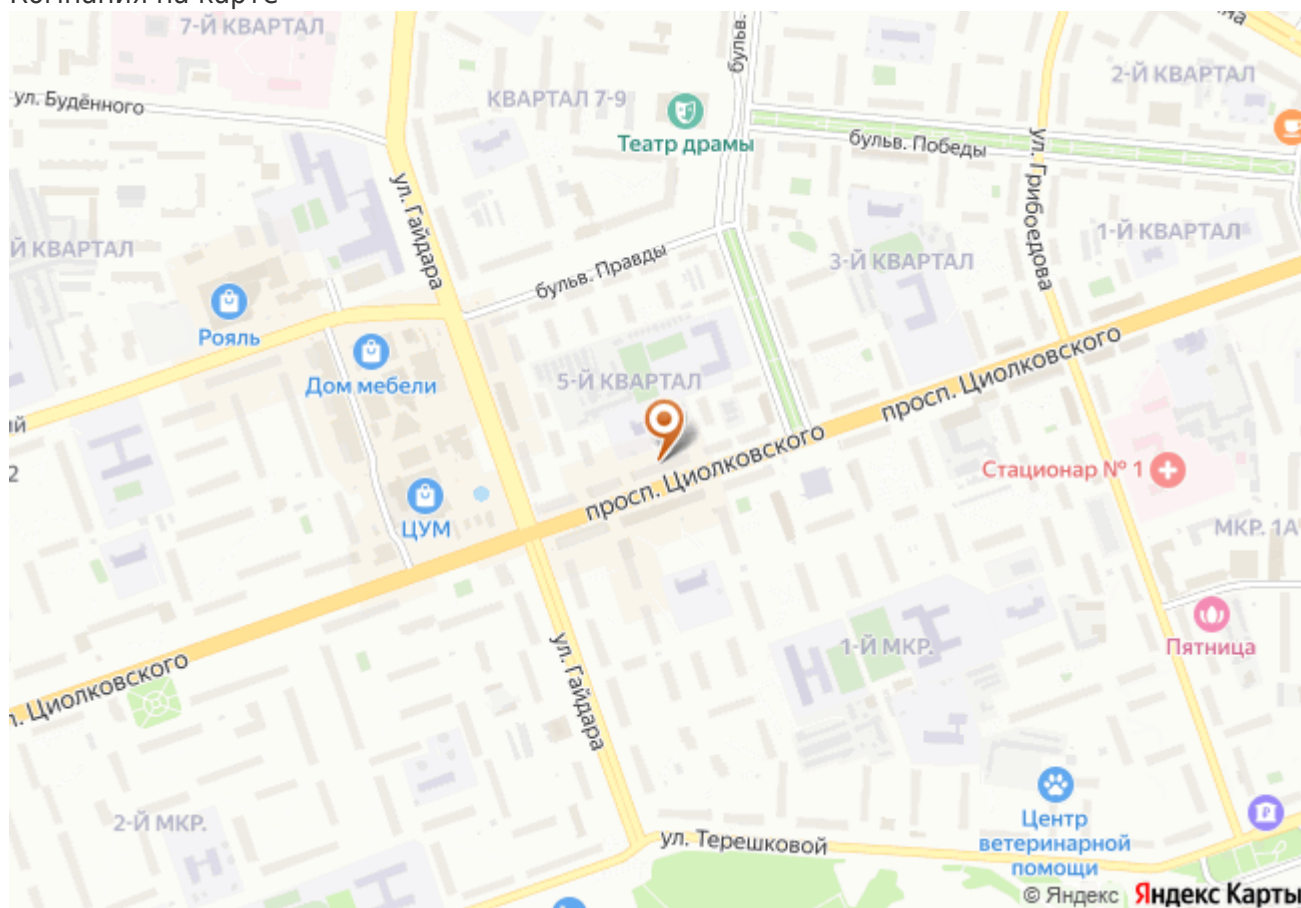 Компания на карте
7-Й КВАРТАЛ
2-Й КВАРТАЛ
ул. Будённого
КВАРТАЛ 7-9
бульв.
Театр драмы
бульв. Победы
ул. Гайдара
ул. Грибоедова
1-Й КВАРТАЛ
Й КВАРТАЛ
бульв. Правды
3-Й КВАРТАЛ
Рояль
Дом мебели
5-Й КВАРТАЛ
просп. Циолковского
ий
2
просп. Циолковского
Стационар № 1
ЦУМ
МКР. 1А
1-Й МКР.
Пятница
п. Циолковского
ул. Гайдара
2-Й МКР.
ул. Терешковой
Центр
ветеринарной
помощи
© Яндекс Яндекс Карты